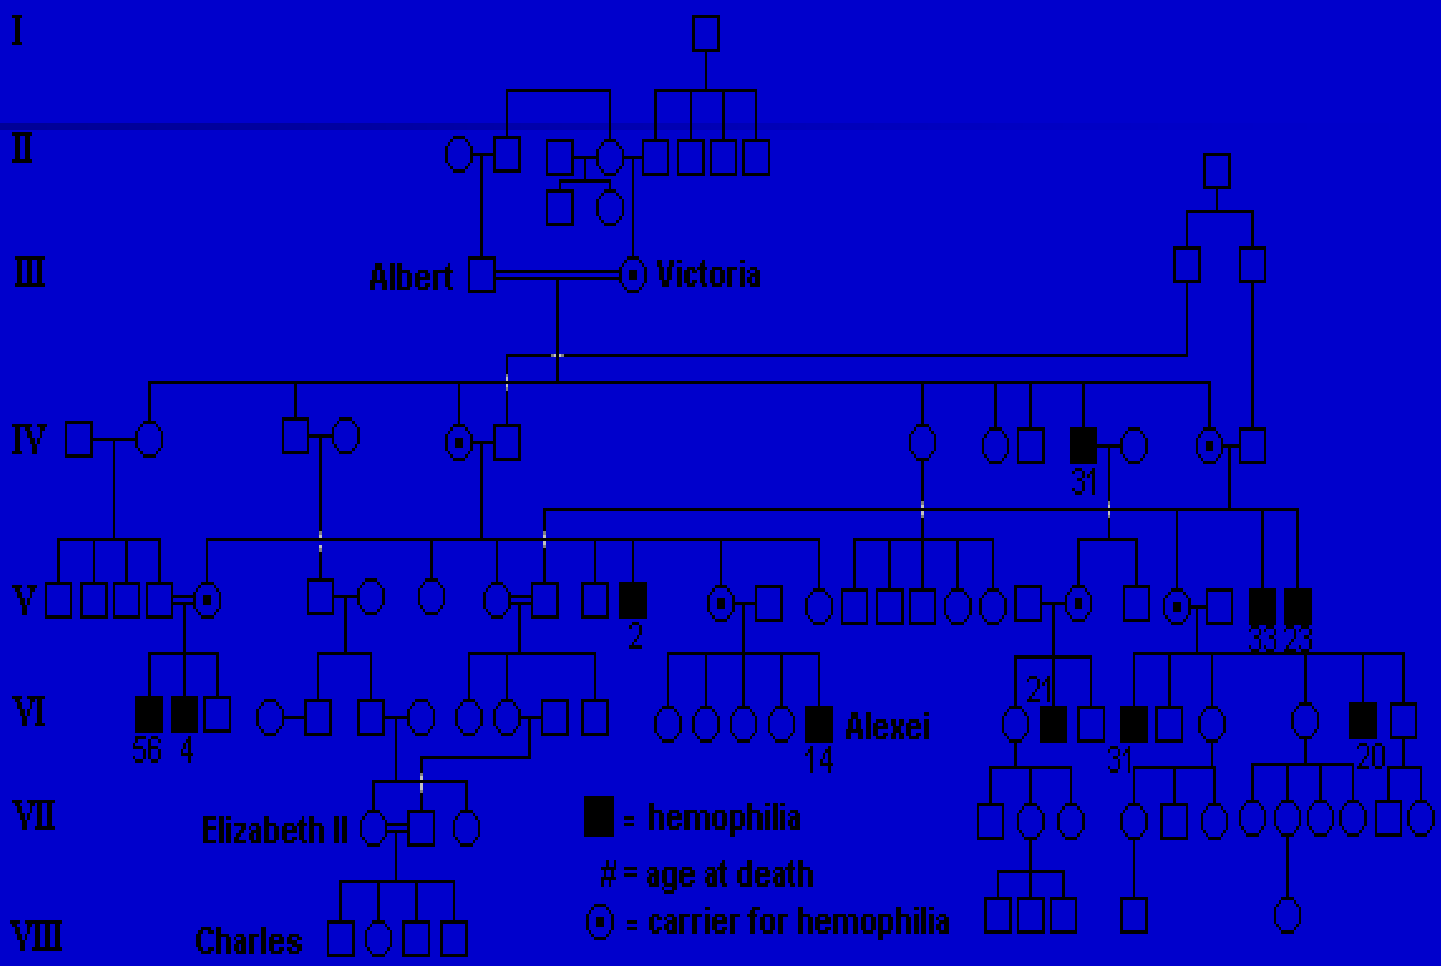 I
II
III
Albert
Victoria
IV
31
V
2
33 23
VI
21
56 4
Alexei
14
31
20
VII
Elizabeth II
= hemophilia
# = age at death
VIII
Charles
= carrier for hemophilia